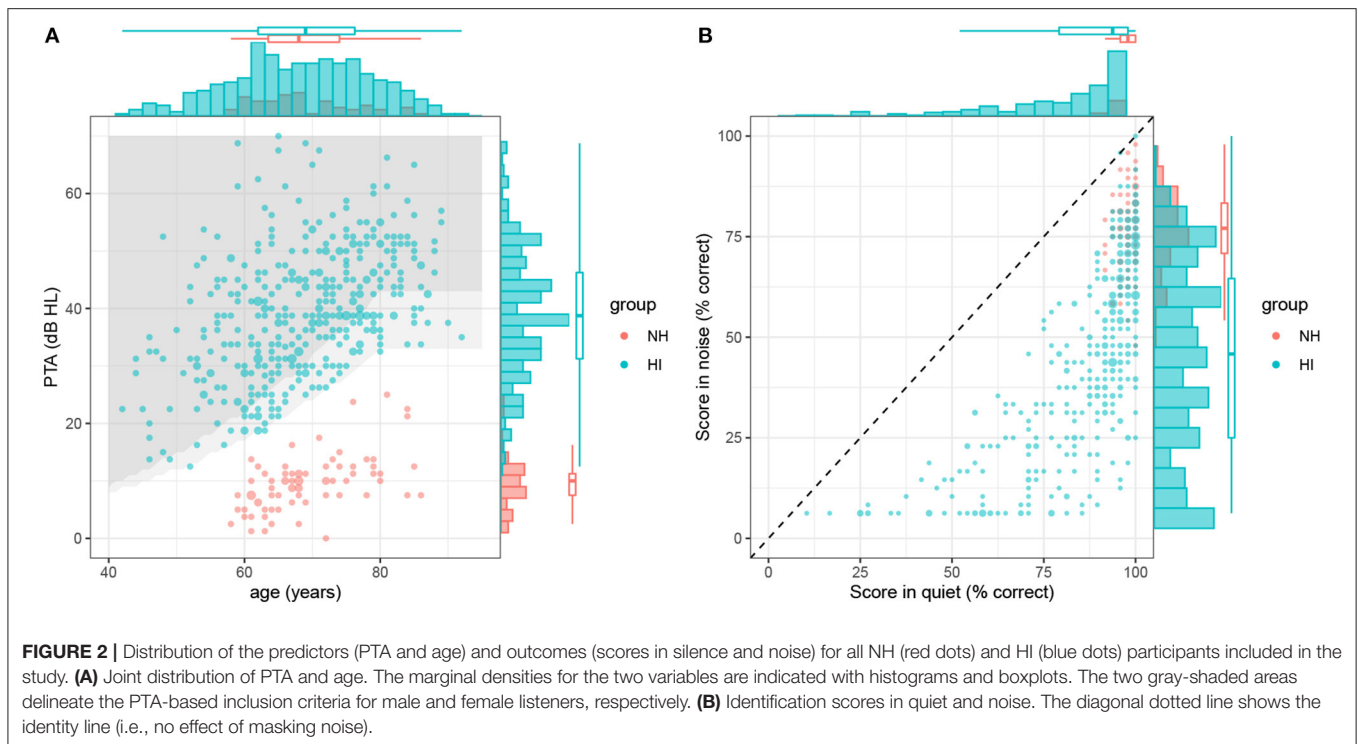 A
PTA (dB HL)
60
40
20
0
40
60
80
age (years)
group
NH
HI
B
Score in noise (% correct)
100
75
50
25
0
0
25
50
75
100
Score in quiet (% correct)
group
NH
HI
FIGURE 2 | Distribution of the predictors (PTA and age) and outcomes (scores in silence and noise) for all NH (red dots) and HI (blue dots) participants included in the
study. (A) Joint distribution of PTA and age. The marginal densities for the two variables are indicated with histograms and boxplots. The two gray-shaded areas
delineate the PTA-based inclusion criteria for male and female listeners, respectively. (B) Identification scores in quiet and noise. The diagonal dotted line shows the
identity line (i.e., no effect of masking noise).